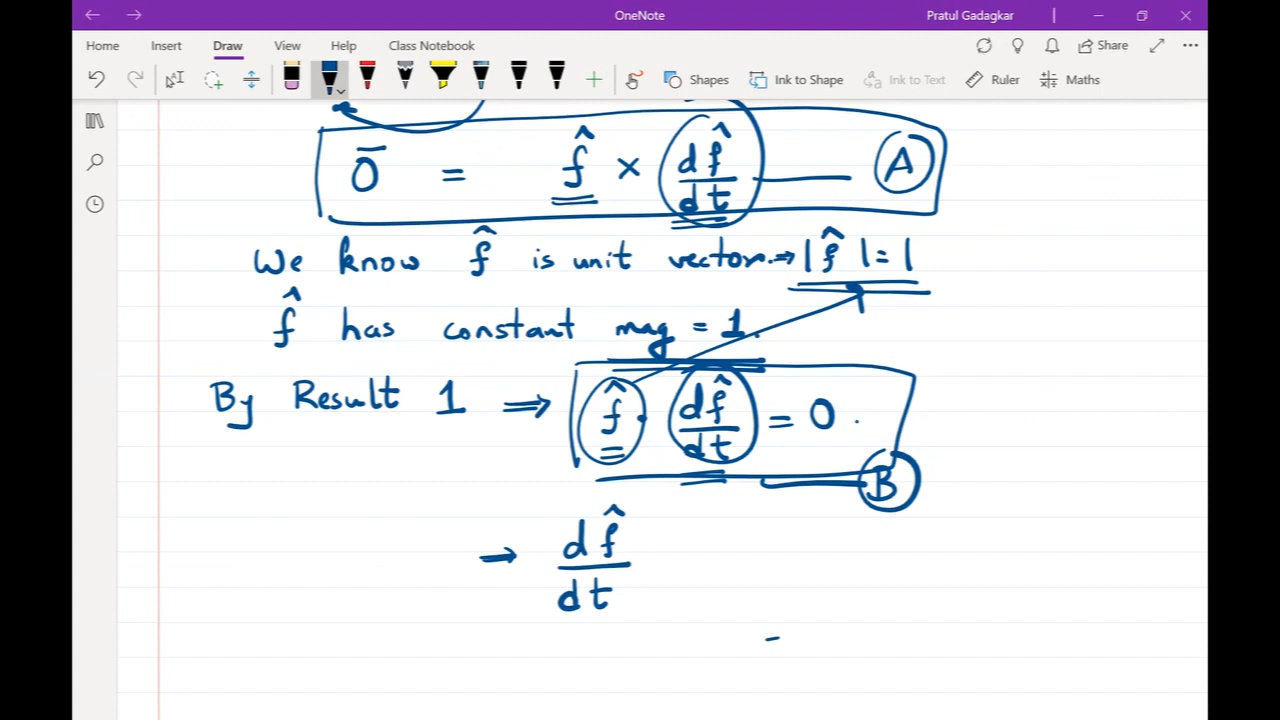 OneNote
Pratul Gadagkar
Home Insert Draw View Help Class Notebook
Share
Shapes Ink to Shape Ink to Text Ruler Maths
0̄ = f̂ × df̂/dt —— (A)
We know f̂ is unit vector. → |f̂| = 1
f̂ has constant mag = 1.
By Result 1 ⇒ f̂ · df̂/dt = 0.
(B)
→ df̂/dt